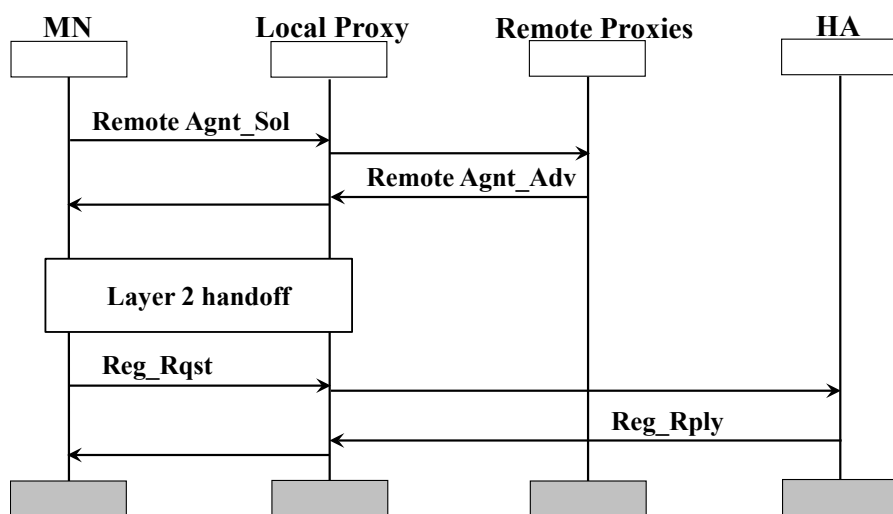 MN
Local Proxy
Remote Proxies
HA
Remote Agnt_Sol
Remote Agnt_Adv
Layer 2 handoff
Reg_Rqst
Reg_Rply